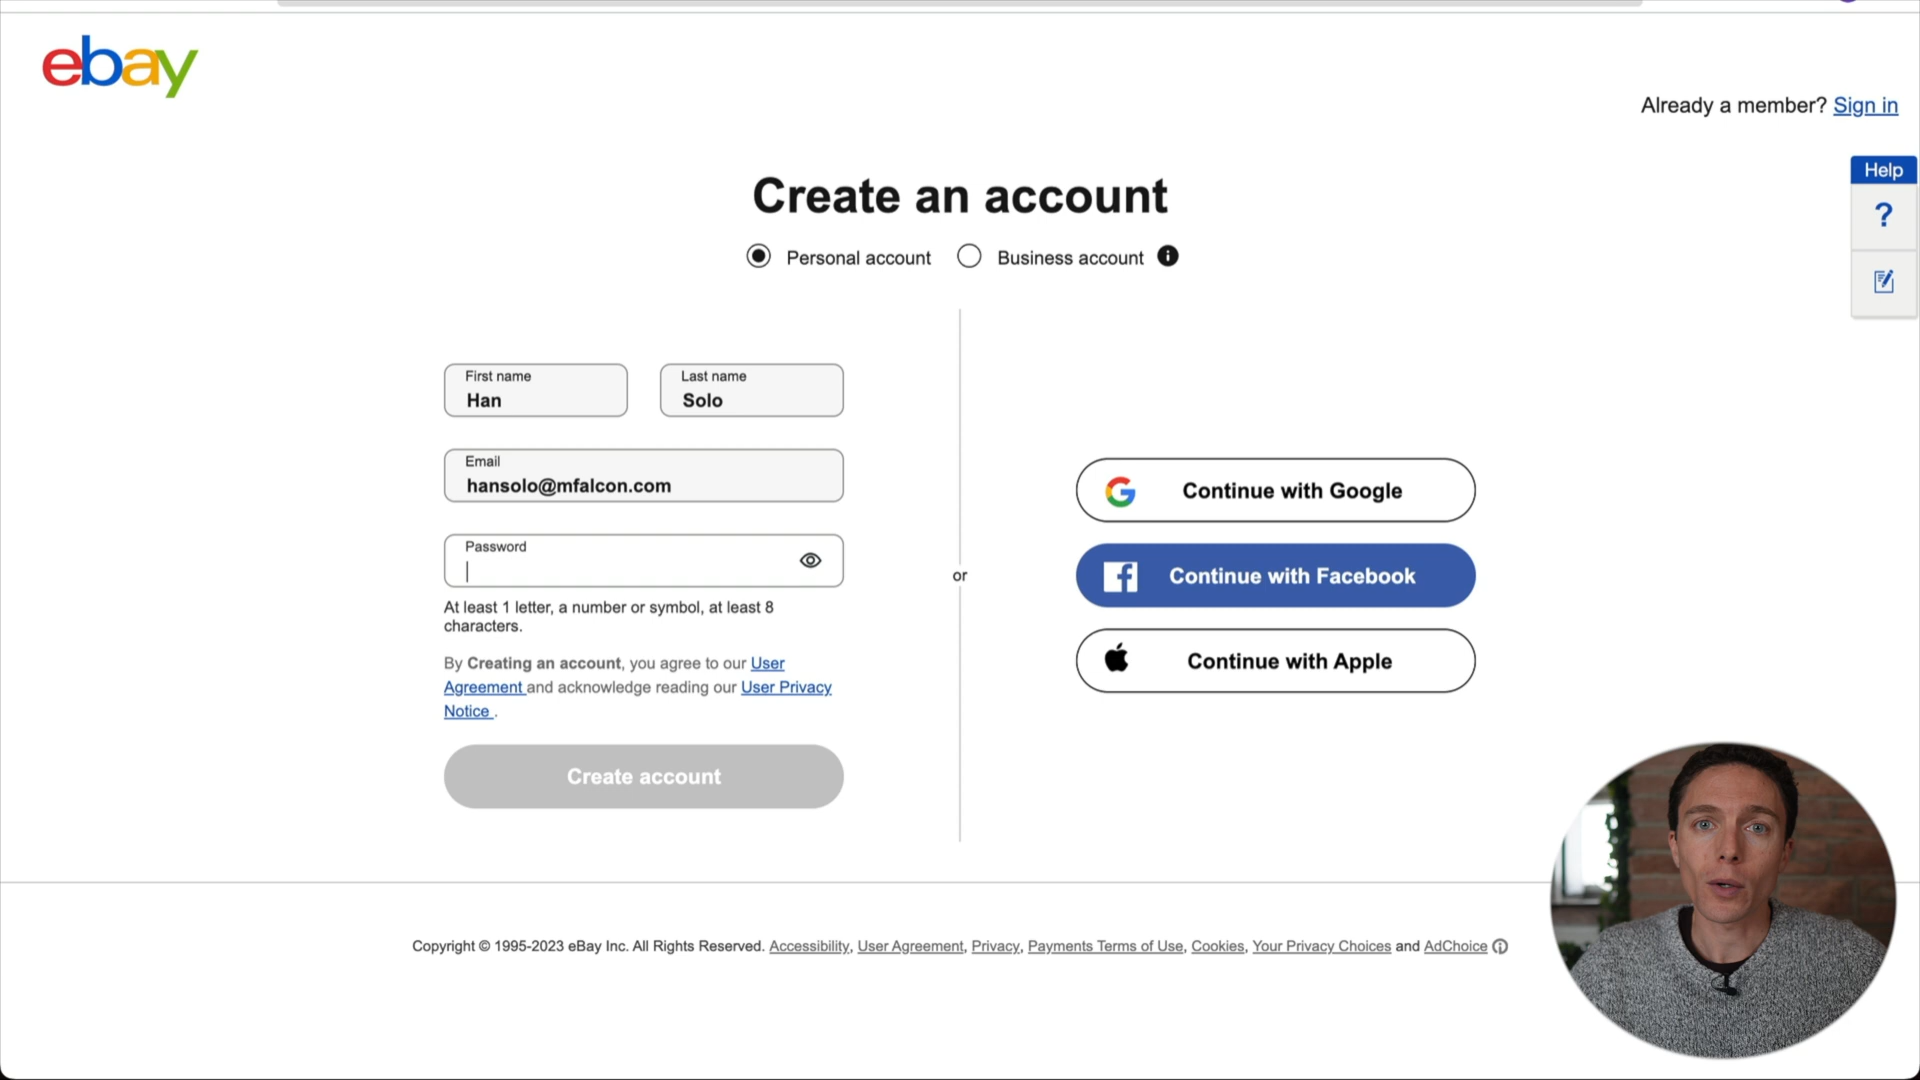 ebay
Already a member? Sign in
Help
?
Create an account
Personal account
Business account
First name
Han
Last name
Solo
Email
hansolo@mfalcon.com
Password
At least 1 letter, a number or symbol, at least 8
characters.
By Creating an account, you agree to our User
Agreement and acknowledge reading our User Privacy
Notice .
Create account
or
Continue with Google
Continue with Facebook
Continue with Apple
Copyright © 1995-2023 eBay Inc. All Rights Reserved. Accessibility, User Agreement, Privacy, Payments Terms of Use, Cookies, Your Privacy Choices and AdChoice